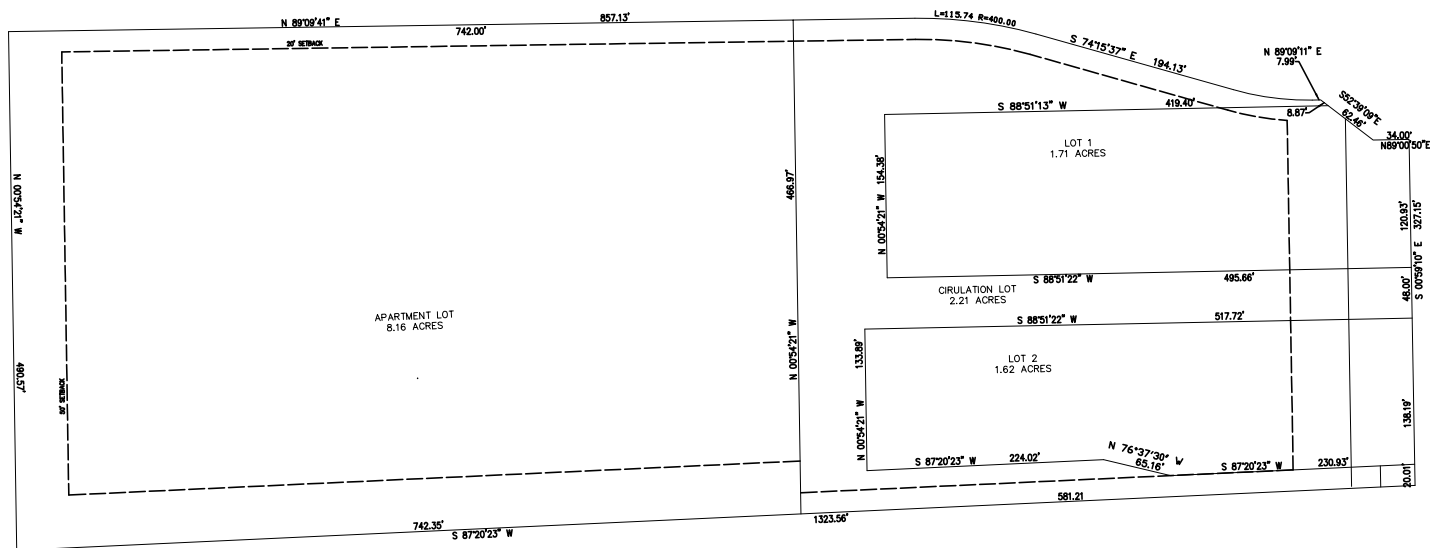 N 89°09'41" E
857.13'
742.00'
20' SETBACK
L=115.74 R=400.00
S 74°15'37" E
194.13'
N 89°09'11" E
7.99'
S52°39'09"E
62.46'
34.00'
N89°00'50"E
S 88°51'13" W
419.40'
8.87'
LOT 1
1.71 ACRES
N 00°54'21" W
154.38'
466.97'
N 00°54'21" W
120.93'
327.15'
S 00°59'10" E
48.00'
N 00°54'21" W
490.57'
20' SETBACK
APARTMENT LOT
8.16 ACRES
S 88°51'22" W
495.66'
CIRULATION LOT
2.21 ACRES
S 88°51'22" W
517.72'
LOT 2
1.62 ACRES
133.89'
N 00°54'21" W
138.19'
S 87°20'23" W
224.02'
N 76°37'30" W
65.16'
S 87°20'23" W
230.93'
20.01'
581.21
1323.56'
742.35'
S 87°20'23" W